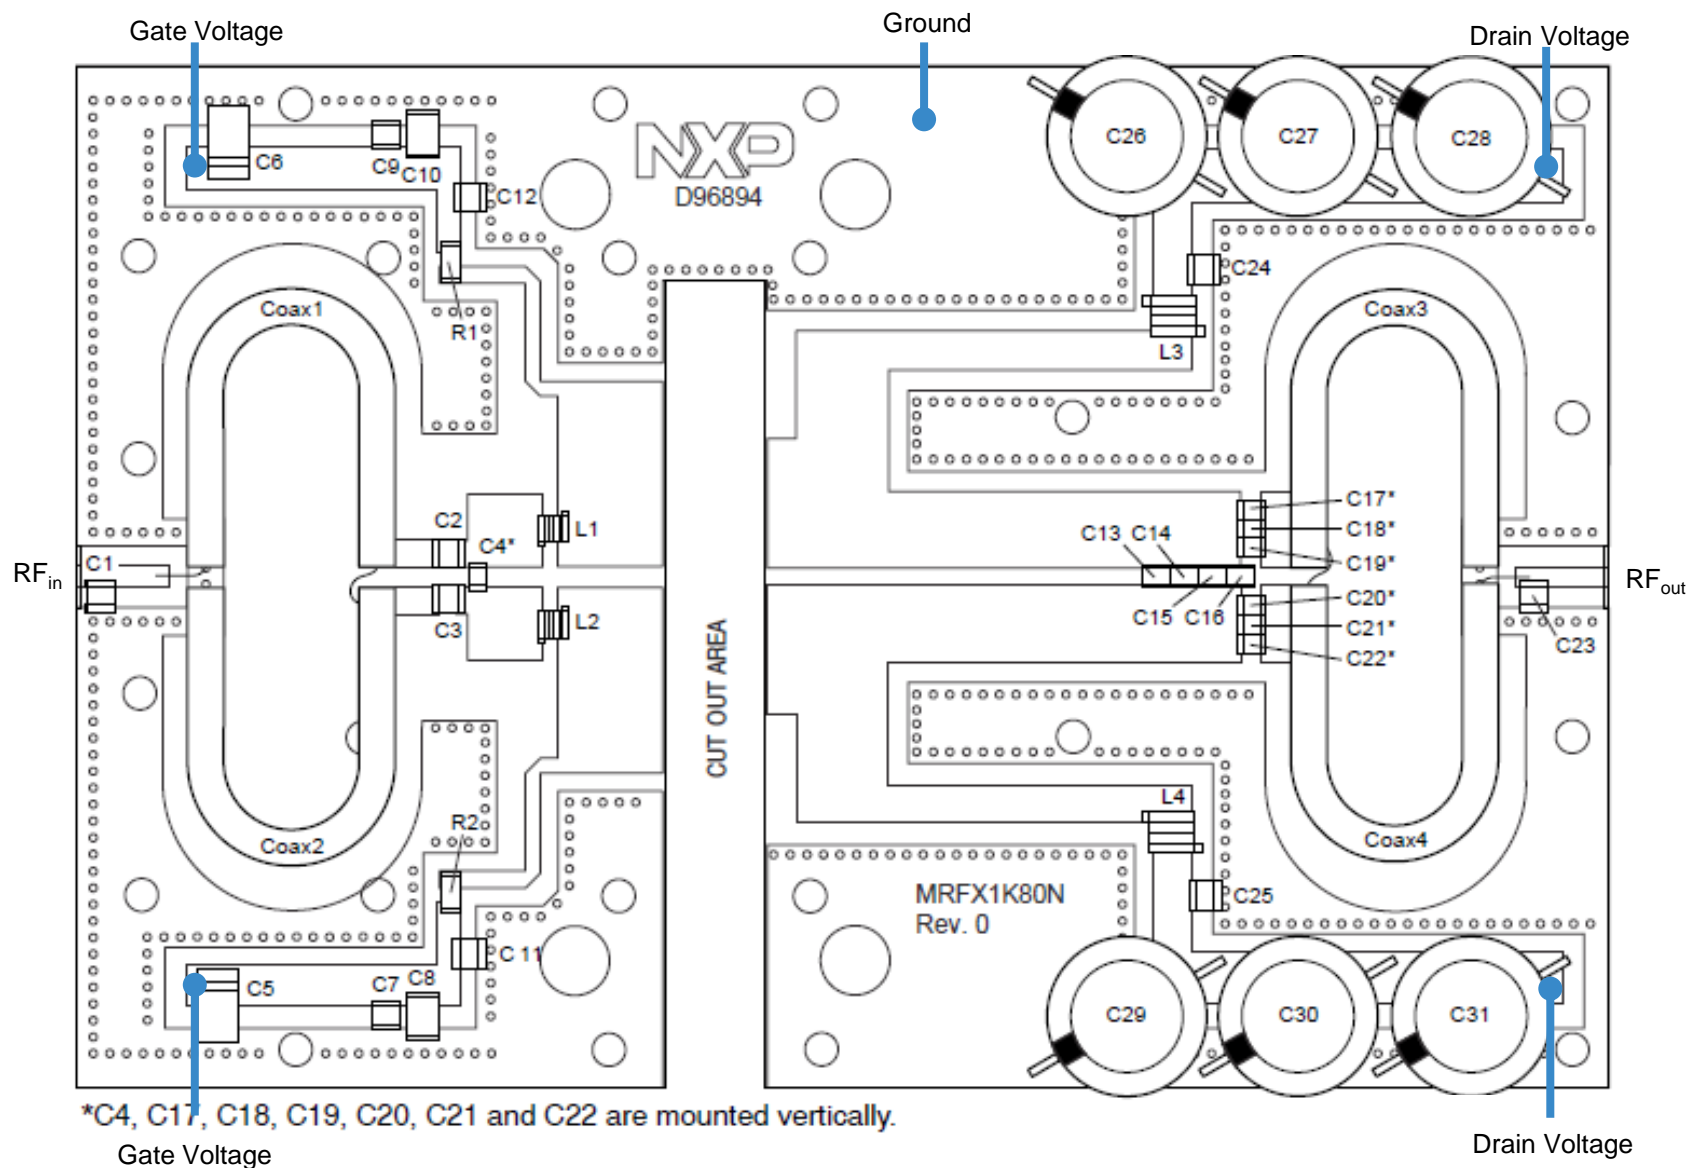 Gate Voltage
Ground
Drain Voltage
C26
C27
C28
NXP
D96894
C6
C9
C10
C12
C24
Coax1
R1
Coax3
L3
C17*
C2
L1
C18*
C4*
C13
C14
C19*
RFin
C1
RFout
C20*
C3
L2
C15
C16
C21*
C23
C22*
CUT OUT AREA
L4
R2
Coax2
Coax4
MRFX1K80N
Rev. 0
C25
C 11
C5
C7
C8
C29
C30
C31
*C4, C17, C18, C19, C20, C21 and C22 are mounted vertically.
Gate Voltage
Drain Voltage